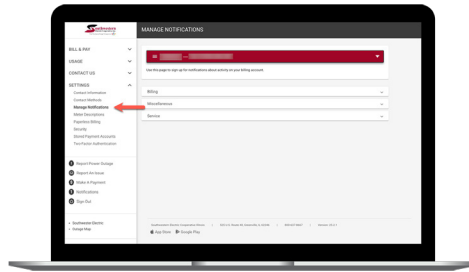 Southwestern
MANAGE NOTIFICATIONS
BILL & PAY
USAGE
CONTACT US
SETTINGS
Contact Information
Contact Methods
Manage Notifications
Meter Descriptions
Paperless Billing
Security
Stored Payment Accounts
Two-Factor Authentication
Report Power Outage
Report An Issue
Make A Payment
Notifications
Sign Out
Southwestern Electric
Outage Map
Use this page to sign up for notifications about activity on your billing account.
Billing
Miscellaneous
Service
App Store Google Play